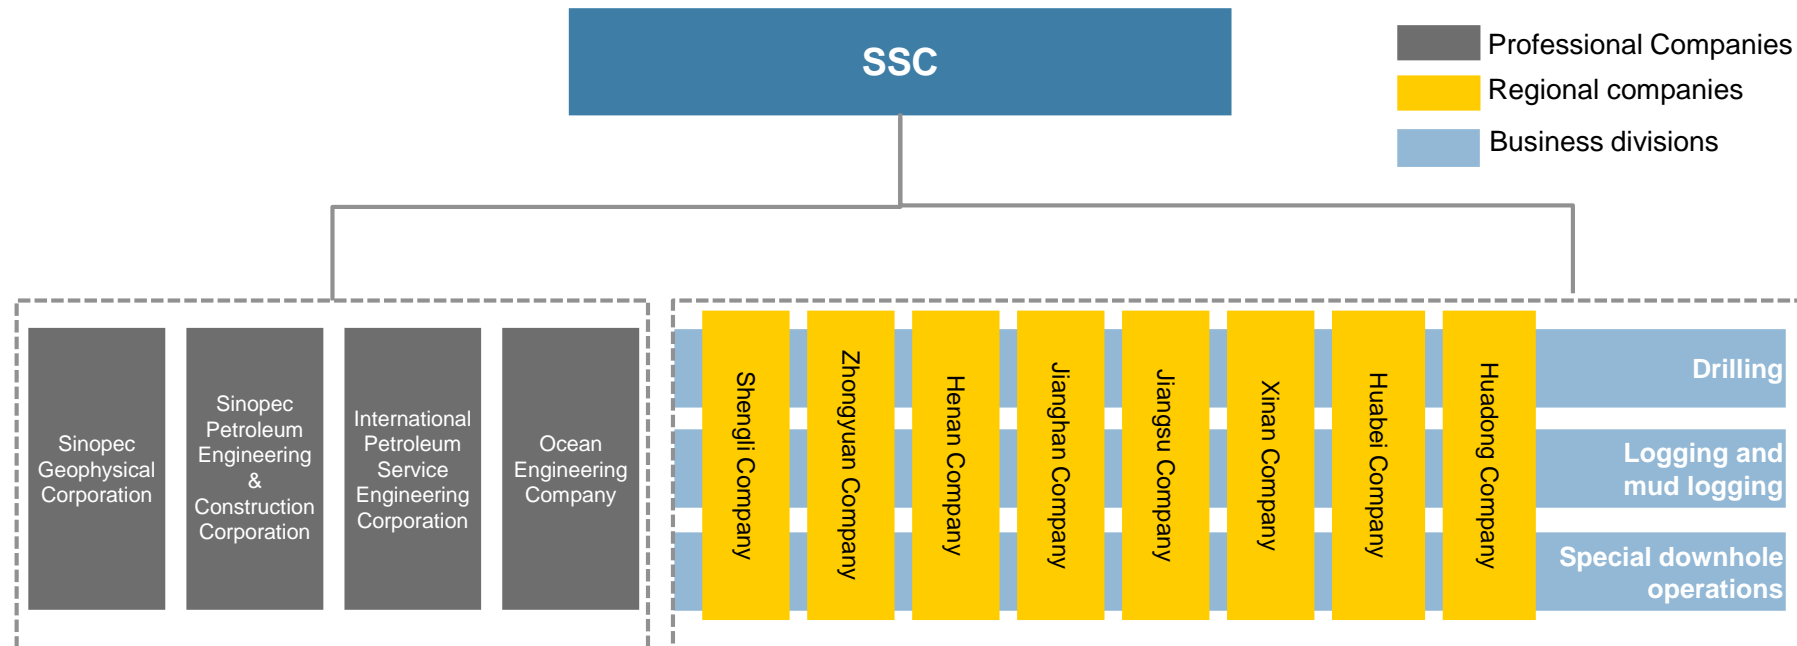 SSC
Professional Companies
Regional companies
Business divisions
Sinopec
Geophysical
Corporation
Sinopec
Petroleum
Engineering
&
Construction
Corporation
International
Petroleum
Service
Engineering
Corporation
Ocean
Engineering
Company
Shengli Company
Zhongyuan Company
Henan Company
Jianghan Company
Jiangsu Company
Xinan Company
Huabei Company
Huadong Company
Drilling
Logging and
mud logging
Special downhole
operations